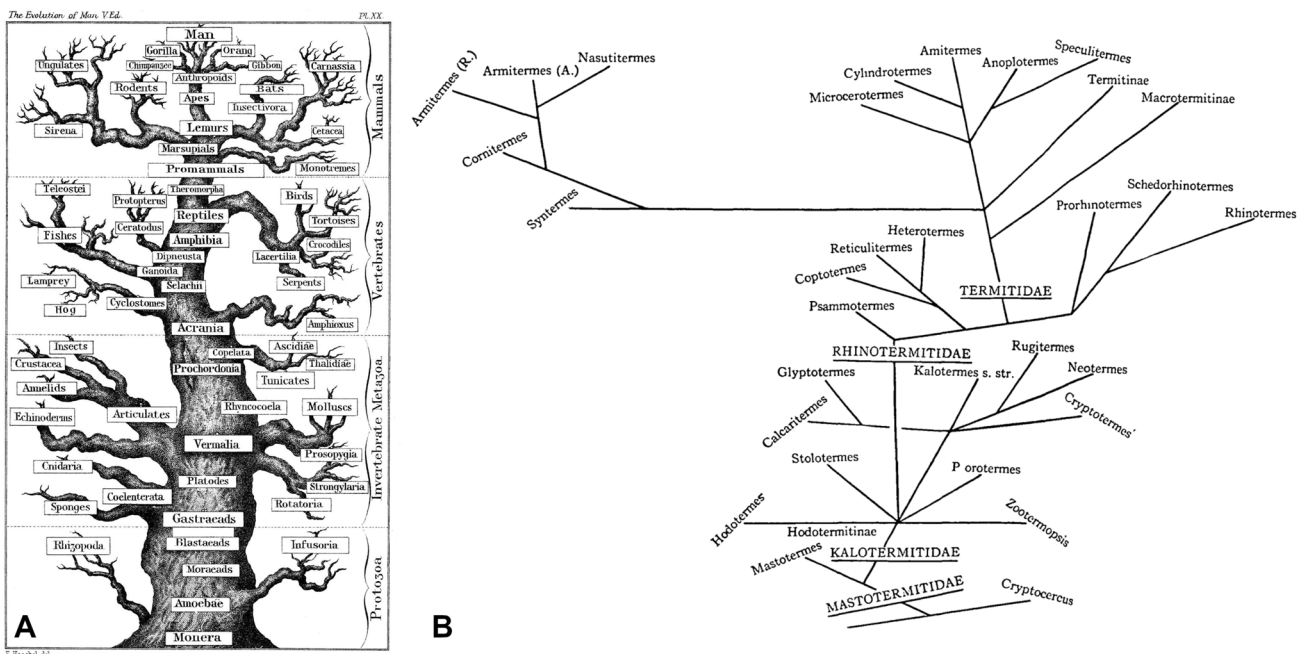 The Evolution of Man V.Ed.
Pl.XX.
Man
Gorilla
Orang
Chimpanzee
Gibbon
Ungulates
Carnassia
Anthropoids
Rodents
Bats
Apes
Insectivora
Sirena
Lemurs
Cetacea
Marsupials
Promammals
Monotremes
Mammals
Teleostei
Theromorpha
Birds
Protopterus
Reptiles
Tortoises
Ceratodus
Fishes
Amphibia
Crocodiles
Dipneusta
Lacertilia
Ganoida
Serpents
Lamprey
Selachii
Hog
Cyclostomes
Acrania
Amphioxus
Vertebrates
Insects
Ascidiae
Copelata
Crustacea
Thalidiae
Prochordonia
Tunicates
Annelids
Articulates
Rhyncocoela
Molluscs
Echinoderms
Vermalia
Prosopygia
Cnidaria
Platodes
Strongylaria
Coelenterata
Rotatoria
Sponges
Gastraeads
Invertebrate Metazoa
Rhizopoda
Blastaeads
Infusoria
Moraeads
Amoebae
Monera
Protozoa
A
B
Armitermes (R.)
Armitermes (A.)
Nasutitermes
Cornitermes
Syntermes
Amitermes
Speculitermes
Anoplotermes
Cylindrotermes
Termitinae
Microcerotermes
Macrotermitinae
Schedorhinotermes
Prorhinotermes
Rhinotermes
Heterotermes
Reticulitermes
Coptotermes
TERMITIDAE
Psammotermes
RHINOTERMITIDAE
Rugitermes
Glyptotermes
Kalotermes s. str.
Neotermes
Calcaritermes
Cryptotermes
Stolotermes
P orotermes
Hodotermes
Hodotermitinae
Zootermopsis
Mastotermes
KALOTERMITIDAE
MASTOTERMITIDAE
Cryptocercus